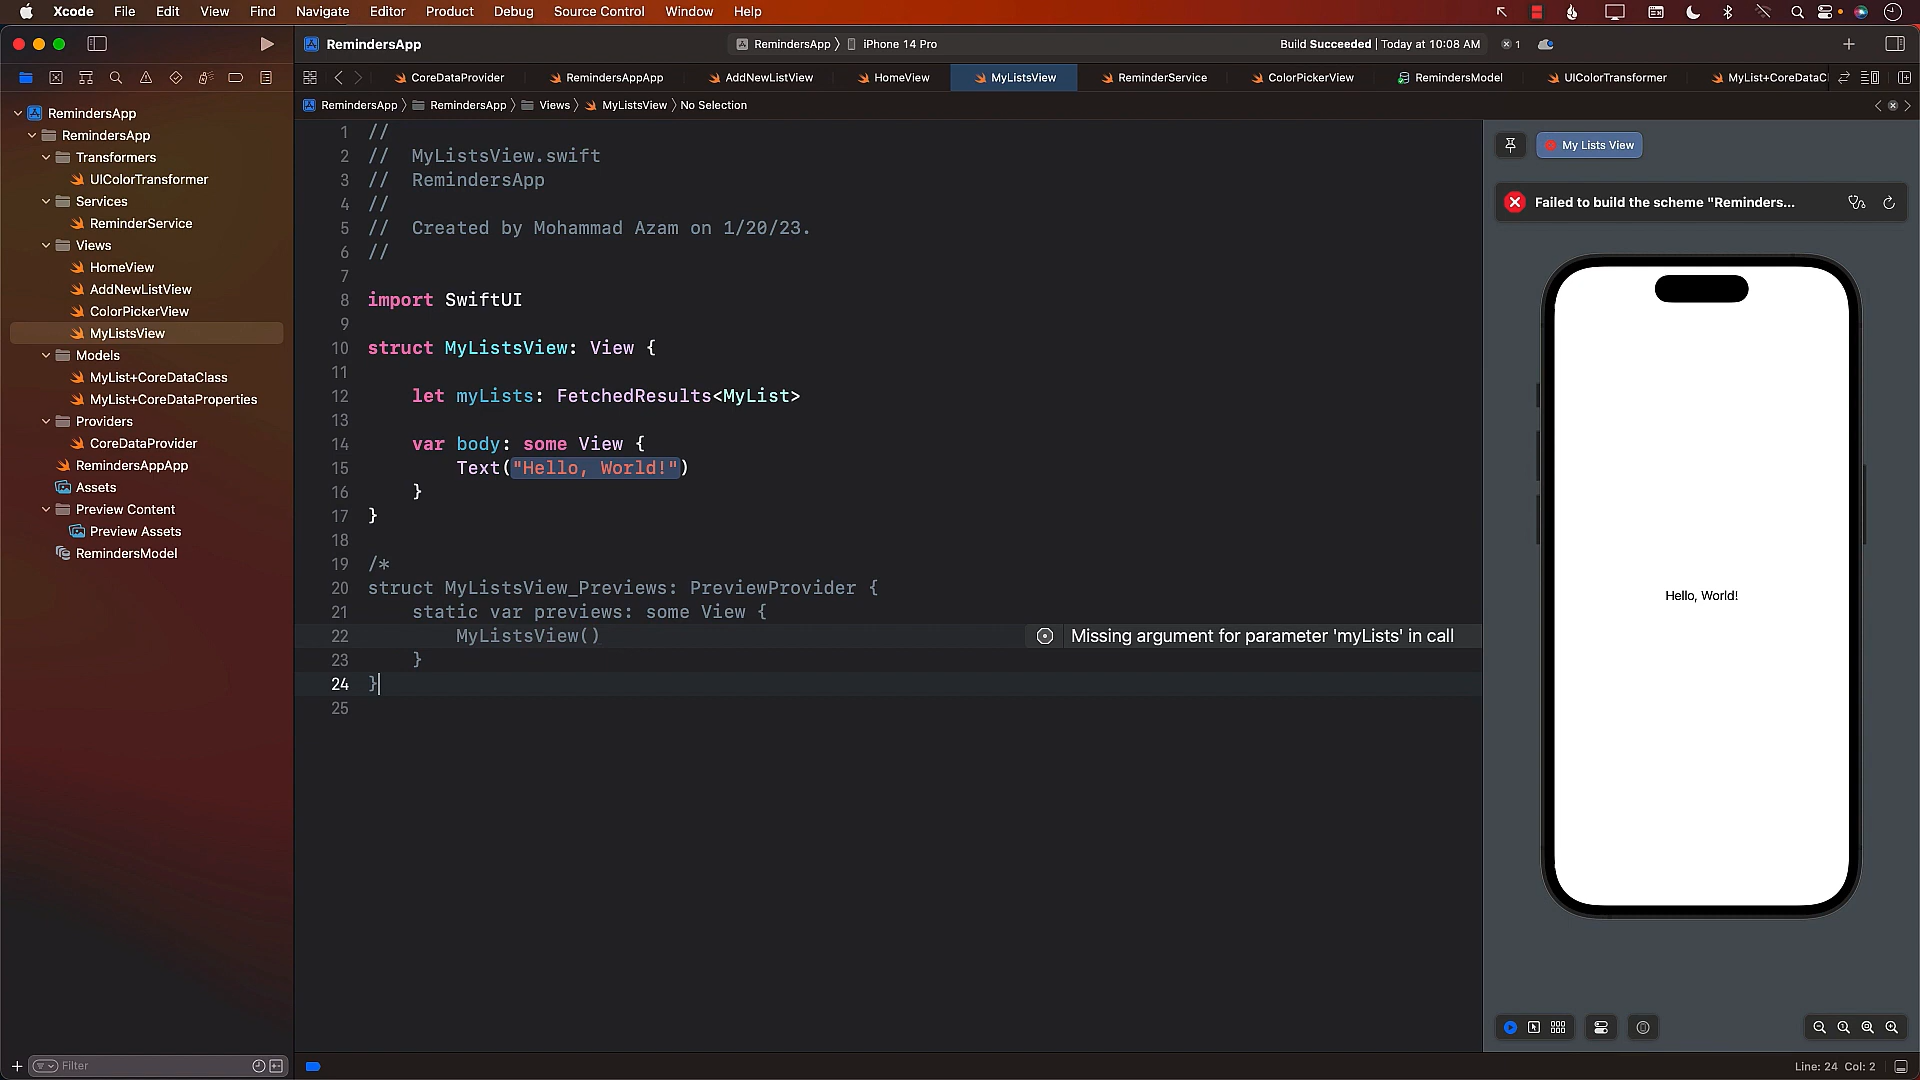 Xcode File Edit View Find Navigate Editor Product Debug Source Control Window Help
RemindersApp
RemindersApp iPhone 14 Pro
Build Succeeded | Today at 10:08 AM
1
CoreDataProvider RemindersAppApp AddNewListView HomeView MyListsView ReminderService ColorPickerView RemindersModel UIColorTransformer MyList+CoreDataC
RemindersApp RemindersApp Views MyListsView No Selection
RemindersApp
RemindersApp
Transformers
UIColorTransformer
Services
ReminderService
Views
HomeView
AddNewListView
ColorPickerView
MyListsView
Models
MyList+CoreDataClass
MyList+CoreDataProperties
Providers
CoreDataProvider
RemindersAppApp
Assets
Preview Content
Preview Assets
RemindersModel
Filter
1 //
2 // MyListsView.swift
3 // RemindersApp
4 //
5 // Created by Mohammad Azam on 1/20/23.
6 //
7
8 import SwiftUI
9
10 struct MyListsView: View {
11
12 let myLists: FetchedResults<MyList>
13
14 var body: some View {
15 Text("Hello, World!")
16 }
17 }
18
19 /*
20 struct MyListsView_Previews: PreviewProvider {
21 static var previews: some View {
22 MyListsView() Missing argument for parameter 'myLists' in call
23 }
24 }
25
My Lists View
Failed to build the scheme "Reminders...
Hello, World!
Line: 24 Col: 2